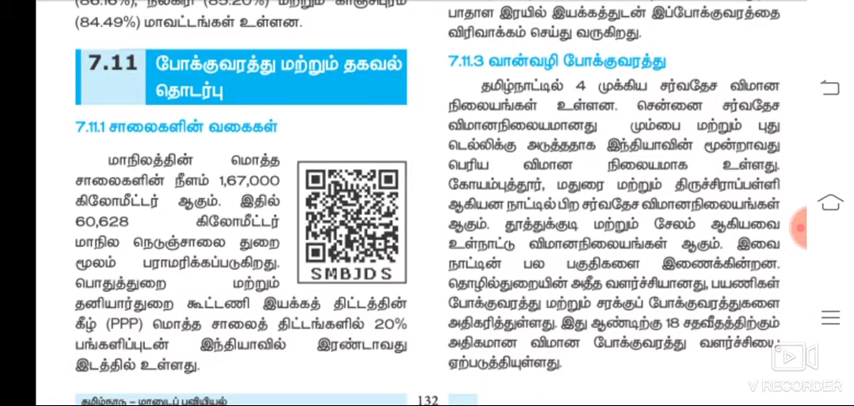 (84.49%) மாவட்டங்கள் உள்ளன.
7.11 போக்குவரத்து மற்றும் தகவல்
தொடர்பு
7.11.1 சாலைகளின் வகைகள்
மாநிலத்தின் மொத்த
சாலைகளின் நீளம் 1,67,000
கிலோமீட்டர் ஆகும். இதில்
60,628 கிலோமீட்டர்
மாநில நெடுஞ்சாலை துறை
மூலம் பராமரிக்கப்படுகிறது.
பொதுத்துறை மற்றும்
தனியார்துறை கூட்டணி இயக்கத் திட்டத்தின்
கீழ் (PPP) மொத்த சாலைத் திட்டங்களில் 20%
பங்களிப்புடன் இந்தியாவில் இரண்டாவது
இடத்தில் உள்ளது.
SMBJDS
பாதாள இரயில் இயக்கத்துடன் இப்போக்குவரத்தை
விரிவாக்கம் செய்து வருகிறது.
7.11.3 வான்வழி போக்குவரத்து
தமிழ்நாட்டில் 4 முக்கிய சர்வதேச விமான
நிலையங்கள் உள்ளன. சென்னை சர்வதேச
விமானநிலையமானது மும்பை மற்றும் புது
டெல்லிக்கு அடுத்ததாக இந்தியாவின் மூன்றாவது
பெரிய விமான நிலையமாக உள்ளது.
கோயம்புத்தூர், மதுரை மற்றும் திருச்சிராப்பள்ளி
ஆகியன நாட்டில் பிற சர்வதேச விமானநிலையங்கள்
ஆகும். தூத்துக்குடி மற்றும் சேலம் ஆகியவை
உள்நாட்டு விமானநிலையங்கள் ஆகும். இவை
நாட்டின் பல பகுதிகளை இணைக்கின்றன.
தொழில்துறையின் அதீத வளர்ச்சியானது, பயணிகள்
போக்குவரத்து மற்றும் சரக்குப் போக்குவரத்துகளை
அதிகரித்துள்ளது. இது ஆண்டிற்கு 18 சதவீதத்திற்கும்
அதிகமான விமான போக்குவரத்து வளர்ச்சியை
ஏற்படுத்தியுள்ளது.
132
V RECORDER